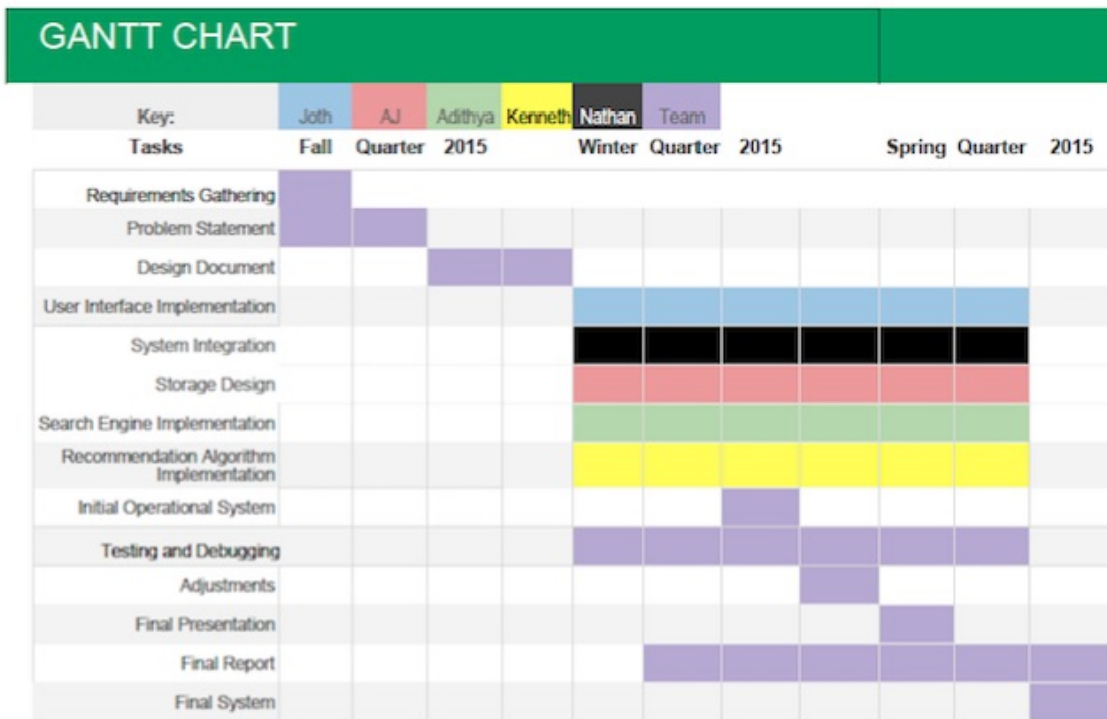 GANTT CHART
Key: Joth AJ Adithya Kenneth Nathan Team
Tasks Fall Quarter 2015 Winter Quarter 2015 Spring Quarter 2015
Requirements Gathering
Problem Statement
Design Document
User Interface Implementation
System Integration
Storage Design
Search Engine Implementation
Recommendation Algorithm
Implementation
Initial Operational System
Testing and Debugging
Adjustments
Final Presentation
Final Report
Final System